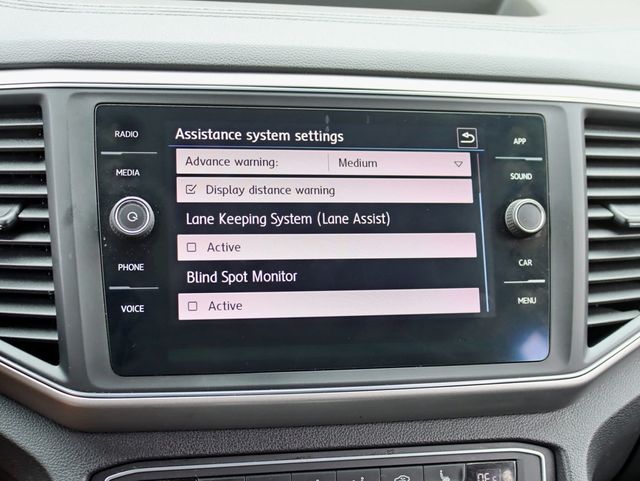 RADIO
MEDIA
PHONE
VOICE
Assistance system settings
Advance warning: Medium
Display distance warning
Lane Keeping System (Lane Assist)
Active
Blind Spot Monitor
Active
APP
SOUND
CAR
MENU